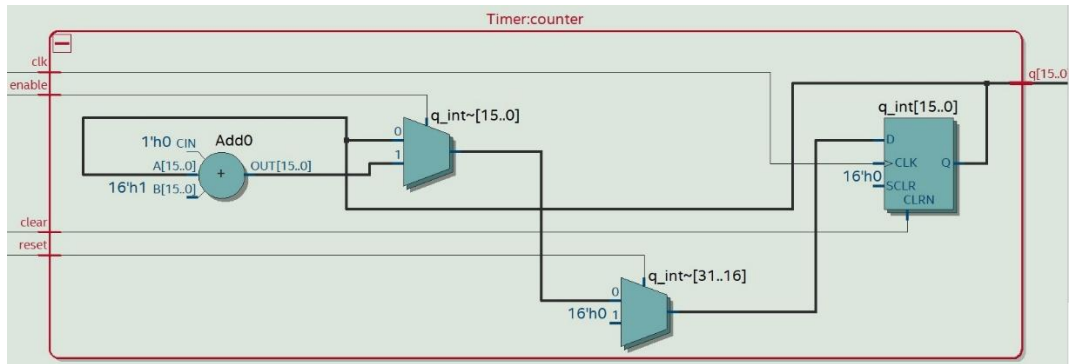 Timer:counter
clk
enable
q[15..0
q_int~[15..0]
q_int[15..0]
0
1
1'h0 CIN
Add0
A[15..0]
+
OUT[15..0]
16'h1 B[15..0]
D
CLK
Q
16'h0
SCLR
CLRN
clear
reset
q_int~[31..16]
0
16'h0 1